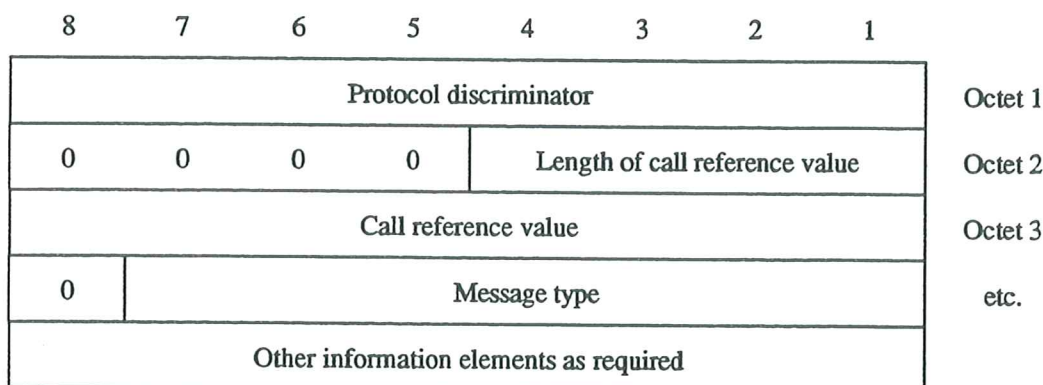 8 7 6 5 4 3 2 1
Protocol discriminator Octet 1
0 0 0 0 Length of call reference value Octet 2
Call reference value Octet 3
0 Message type etc.
Other information elements as required